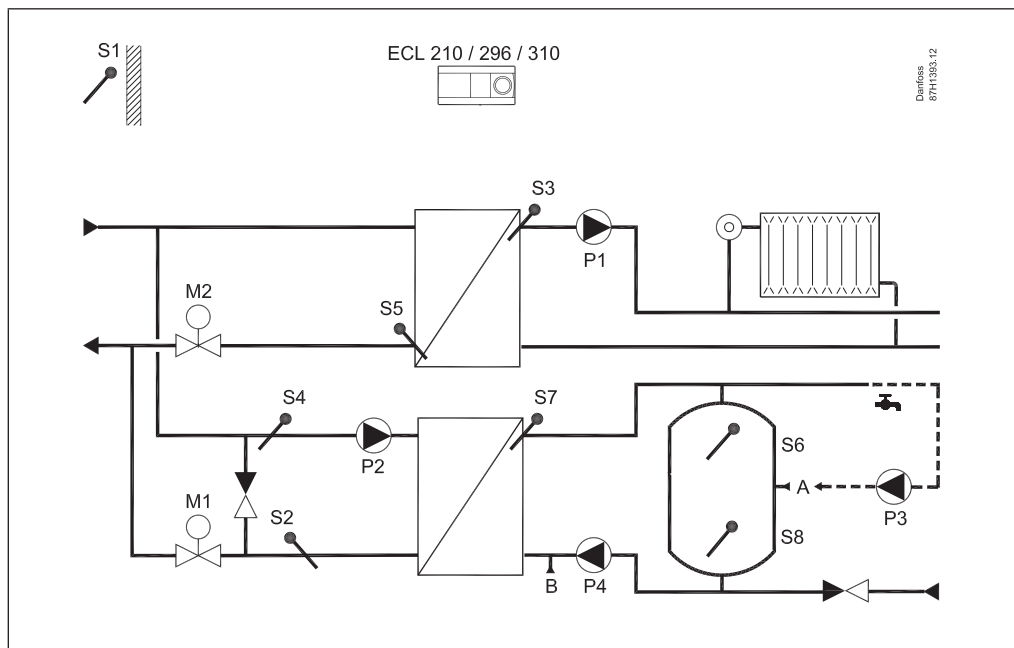 S1
ECL 210 / 296 / 310
Danfoss
87H1393.12
S3
P1
M2
S5
S4
S7
P2
S6
A
P3
M1
S2
S8
B
P4